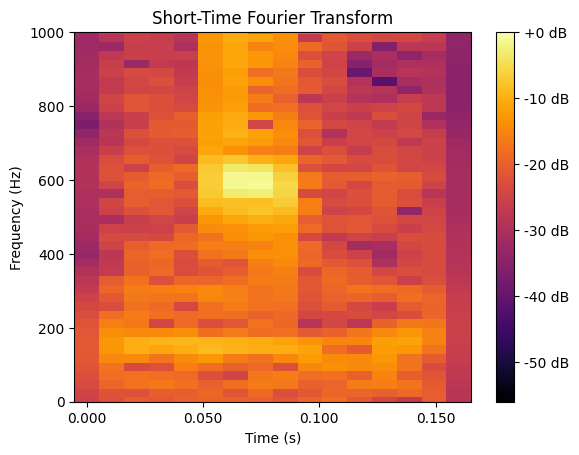 Short-Time Fourier Transform
1000
800
600
400
200
0
Frequency (Hz)
0.000
0.050
0.100
0.150
Time (s)
+0 dB
-10 dB
-20 dB
-30 dB
-40 dB
-50 dB